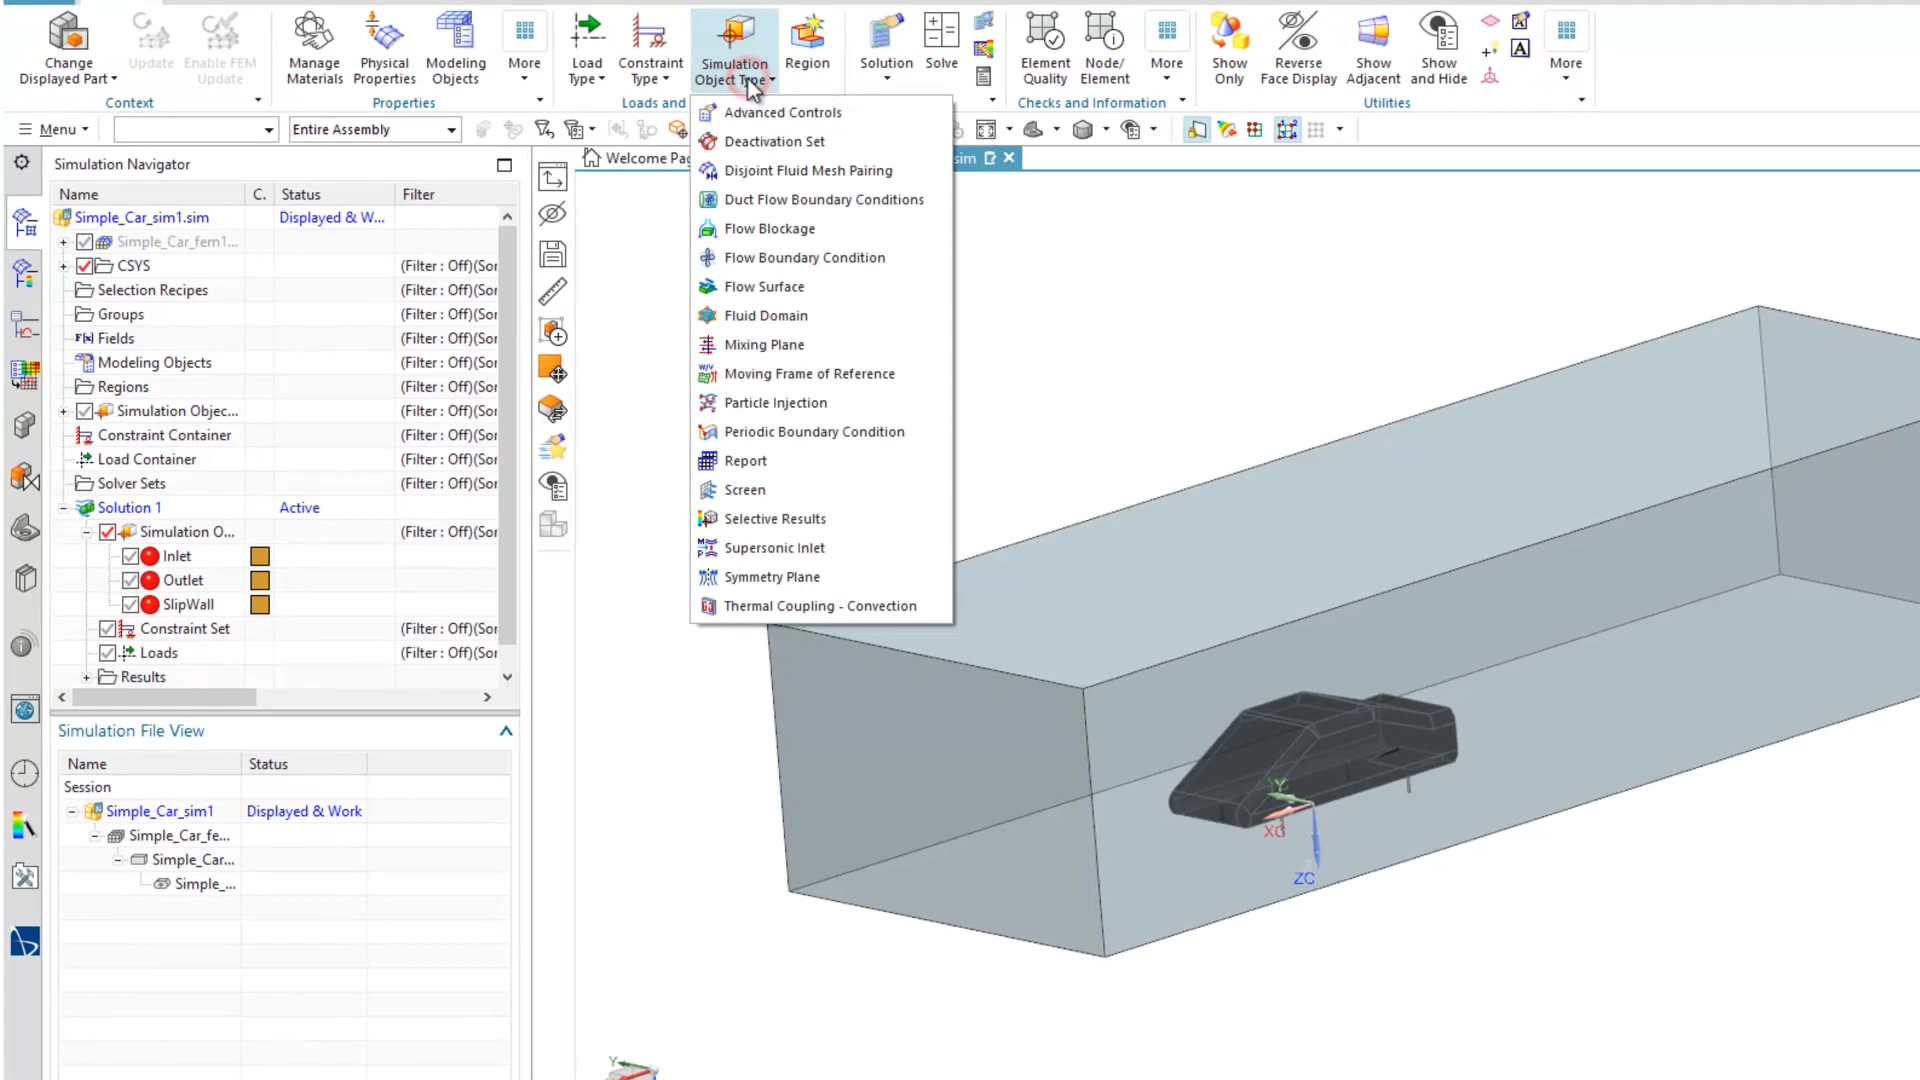 Change
Displayed Part
Update
Enable FEM
Update
Context
Manage
Materials
Physical
Properties
Modeling
Objects
More
Properties
Load
Type
Constraint
Type
Simulation
Object Type
Region
Loads and
Solution
Solve
Element
Quality
Node/
Element
More
Checks and Information
Show
Only
Reverse
Face Display
Show
Adjacent
Show
and Hide
More
Utilities
Menu
Entire Assembly
Simulation Navigator
Welcome Pag
sim
Name C. Status Filter
Simple_Car_sim1.sim Displayed & W...
Simple_Car_fem1...
CSYS (Filter : Off)(Sor
Selection Recipes (Filter : Off)(Sor
Groups (Filter : Off)(Sor
Fields (Filter : Off)(Sor
Modeling Objects (Filter : Off)(Sor
Regions (Filter : Off)(Sor
Simulation Objec... (Filter : Off)(Sor
Constraint Container (Filter : Off)(Sor
Load Container (Filter : Off)(Sor
Solver Sets (Filter : Off)(Sor
Solution 1 Active
Simulation O... (Filter : Off)(Sor
Inlet
Outlet
SlipWall
Constraint Set (Filter : Off)(Sor
Loads (Filter : Off)(Sor
Results
Simulation File View
Name Status
Session
Simple_Car_sim1 Displayed & Work
Simple_Car_fe...
Simple_Car...
Simple_...
Advanced Controls
Deactivation Set
Disjoint Fluid Mesh Pairing
Duct Flow Boundary Conditions
Flow Blockage
Flow Boundary Condition
Flow Surface
Fluid Domain
Mixing Plane
Moving Frame of Reference
Particle Injection
Periodic Boundary Condition
Report
Screen
Selective Results
Supersonic Inlet
Symmetry Plane
Thermal Coupling - Convection
XC
ZC
Y